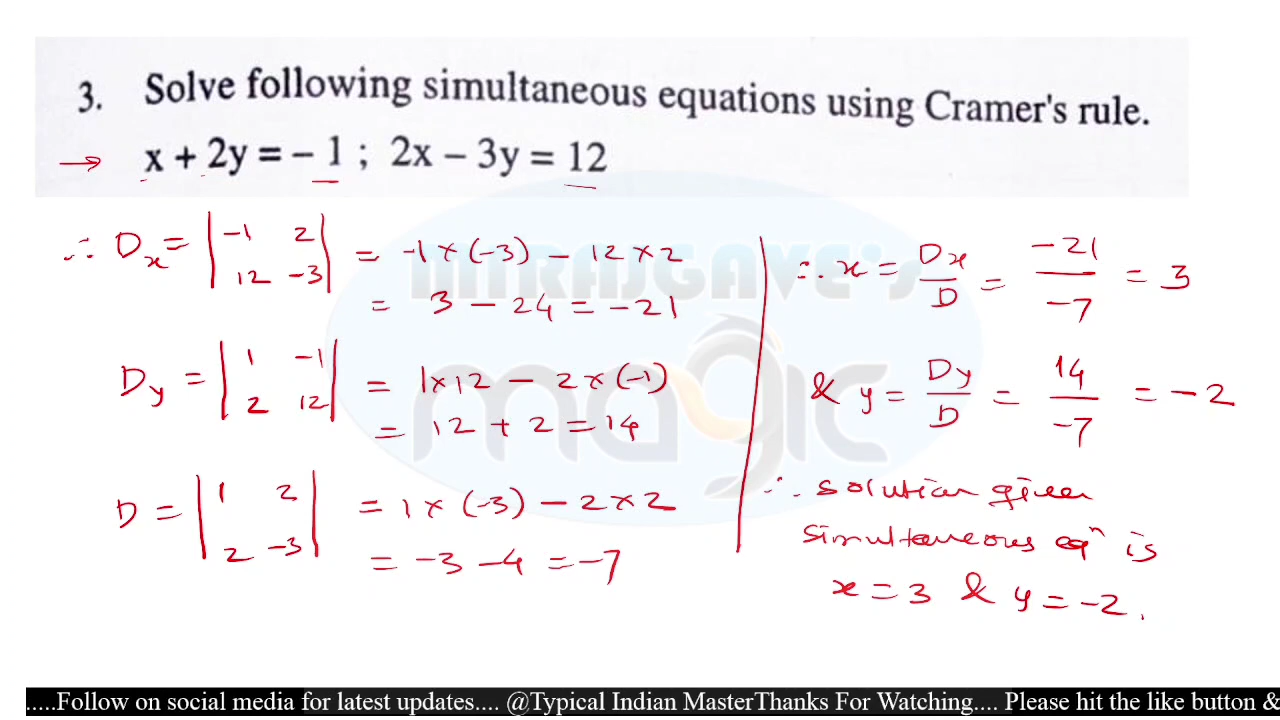 3. Solve following simultaneous equations using Cramer's rule.
→ x + 2y = – 1 ; 2x – 3y = 12
∴ Dx = | -1 2 | = -1 × (-3) - 12 × 2
| 12 -3 |
= 3 - 24 = -21
Dy = | 1 -1 | = 1 × 12 - 2 × (-1)
| 2 12 |
= 12 + 2 = 14
D = | 1 2 | = 1 × (-3) - 2 × 2
| 2 -3 |
= -3 - 4 = -7
∴ x = Dx/D = -21/-7 = 3
& y = Dy/D = 14/-7 = -2
∴ solution given
simultaneous eqⁿ is
x = 3 & y = -2.
MIRAJGAVE'S
magic
.....Follow on social media for latest updates.... @Typical Indian MasterThanks For Watching.... Please hit the like button &